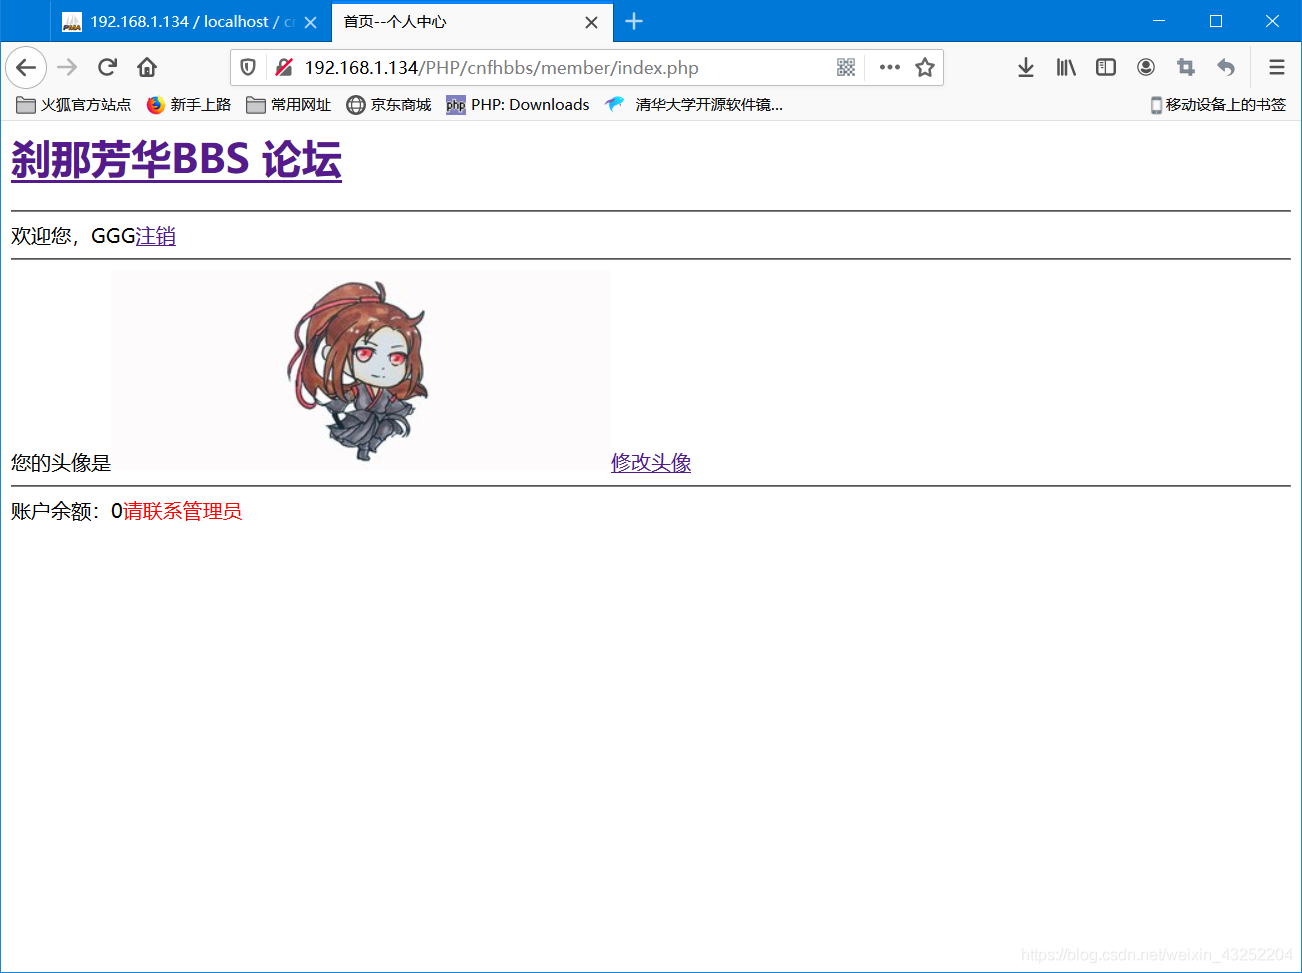 192.168.1.134 / localhost / cn
首页--个人中心
192.168.1.134/PHP/cnfhbbs/member/index.php
火狐官方站点 新手上路 常用网址 京东商城 php PHP: Downloads 清华大学开源软件镜... 移动设备上的书签
刹那芳华BBS 论坛
欢迎您，GGG注销
您的头像是 修改头像
账户余额：0请联系管理员
https://blog.csdn.net/weixin_43252204